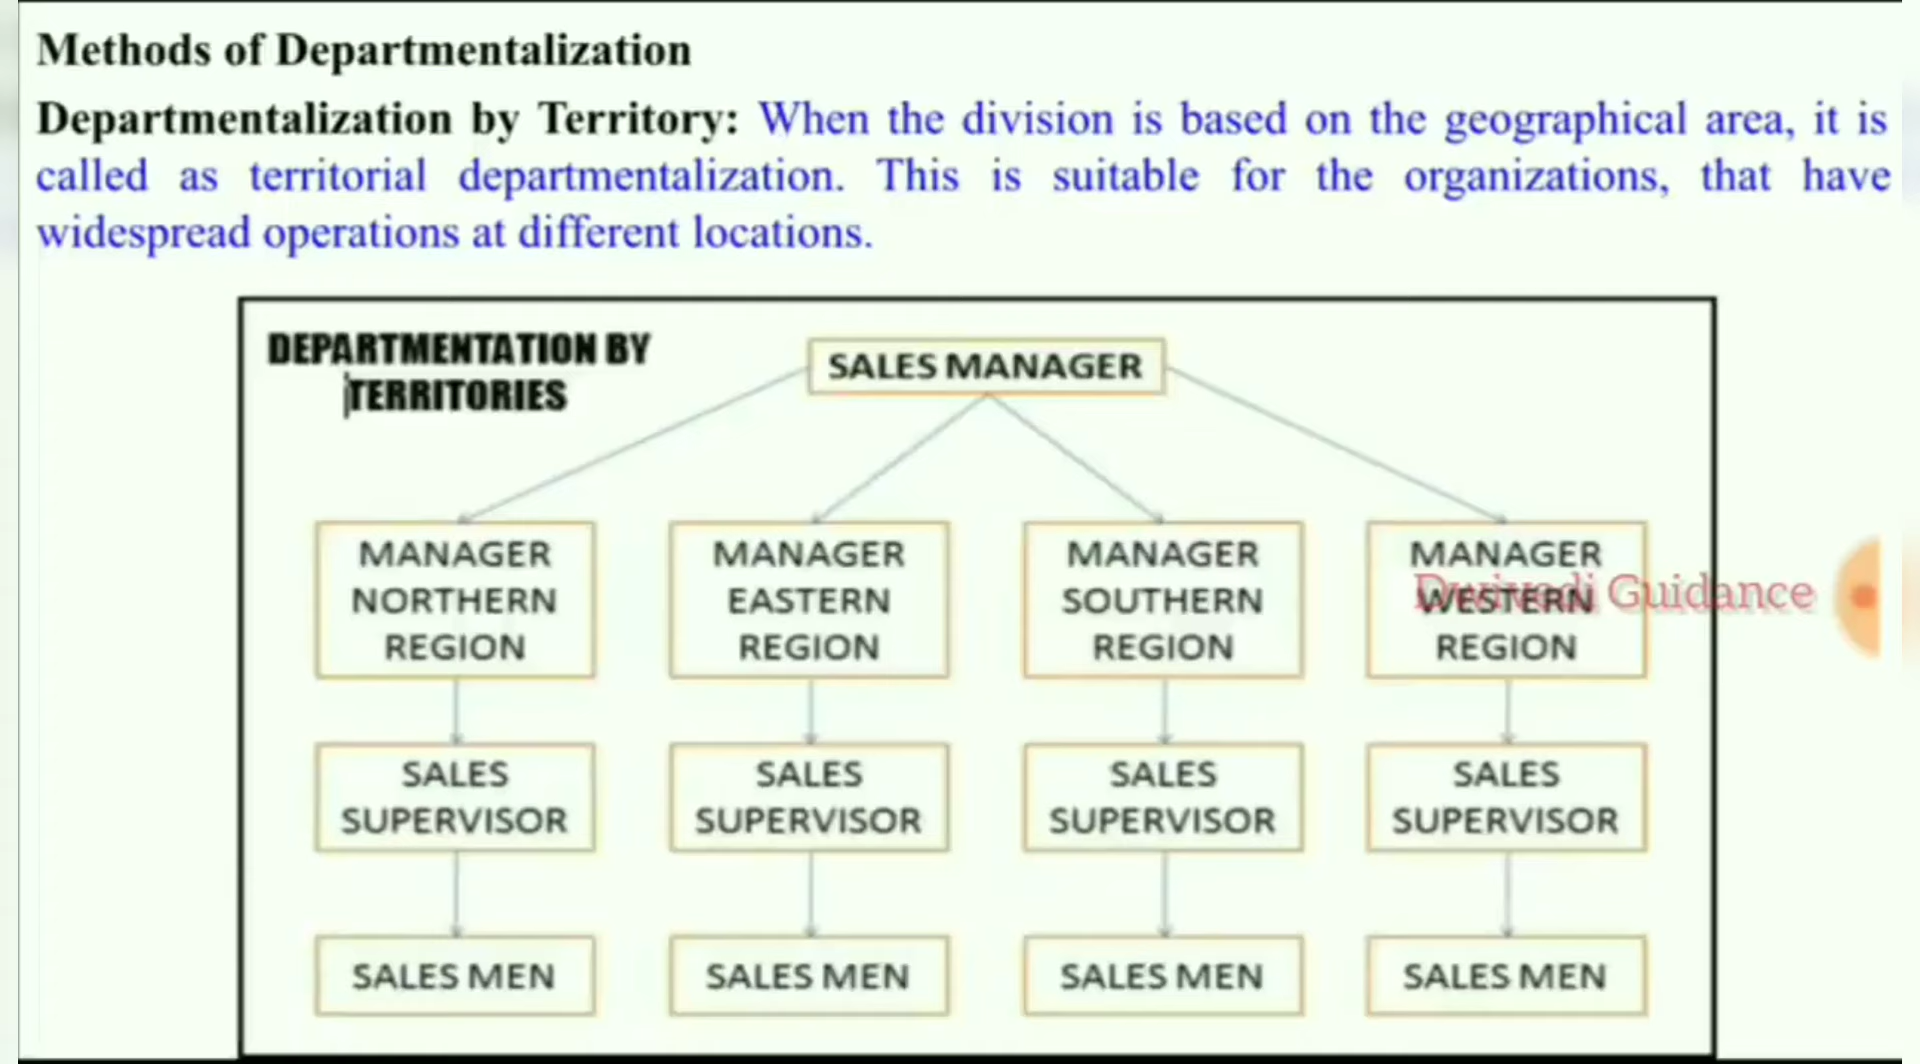 Methods of Departmentalization
Departmentalization by Territory: When the division is based on the geographical area, it is
called as territorial departmentalization. This is suitable for the organizations, that have
widespread operations at different locations.
DEPARTMENTATION BY
TERRITORIES
SALES MANAGER
MANAGER
NORTHERN
REGION
MANAGER
EASTERN
REGION
MANAGER
SOUTHERN
REGION
MANAGER
WESTERN
REGION
Dwivedi Guidance
SALES
SUPERVISOR
SALES
SUPERVISOR
SALES
SUPERVISOR
SALES
SUPERVISOR
SALES MEN
SALES MEN
SALES MEN
SALES MEN